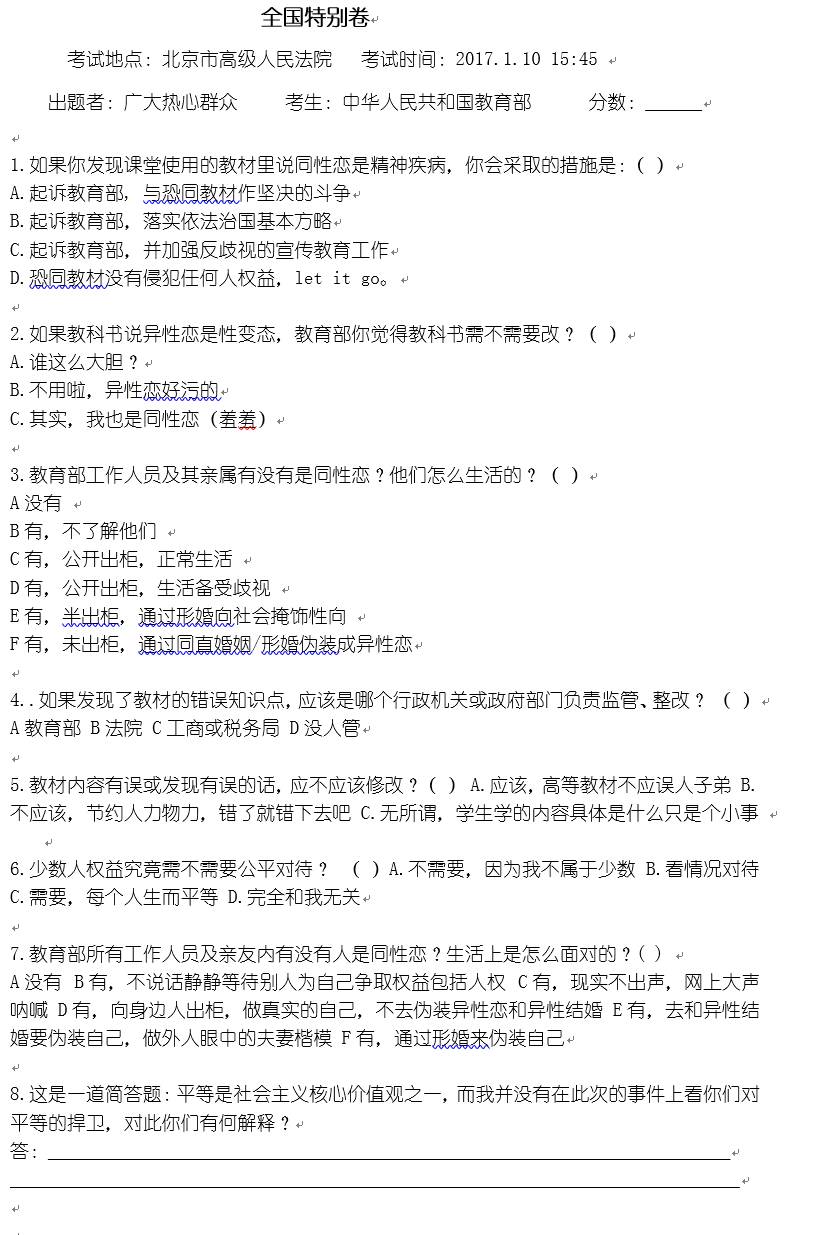 全国特别卷
考试地点：北京市高级人民法院 考试时间：2017.1.10 15:45
出题者：广大热心群众 考生：中华人民共和国教育部 分数：______
1.如果你发现课堂使用的教材里说同性恋是精神疾病，你会采取的措施是：( )
A.起诉教育部，与恐同教材作坚决的斗争
B.起诉教育部，落实依法治国基本方略
C.起诉教育部，并加强反歧视的宣传教育工作
D.恐同教材没有侵犯任何人权益，let it go。
2.如果教科书说异性恋是性变态，教育部你觉得教科书需不需要改？( )
A.谁这么大胆？
B.不用啦，异性恋好污的
C.其实，我也是同性恋（羞羞）
3.教育部工作人员及其亲属有没有是同性恋？他们怎么生活的？( )
A 没有
B 有，不了解他们
C 有，公开出柜，正常生活
D 有，公开出柜，生活备受歧视
E 有，半出柜，通过形婚向社会掩饰性向
F 有，未出柜，通过同直婚姻/形婚伪装成异性恋
4..如果发现了教材的错误知识点，应该是哪个行政机关或政府部门负责监管、整改？ ( )
A 教育部 B 法院 C 工商或税务局 D 没人管
5.教材内容有误或发现有误的话，应不应该修改？( ) A.应该，高等教材不应误人子弟 B.
不应该，节约人力物力，错了就错下去吧 C.无所谓，学生学的内容具体是什么只是个小事
6.少数人权益究竟需不需要公平对待？ ( ) A.不需要，因为我不属于少数 B.看情况对待
C.需要，每个人生而平等 D.完全和我无关
7.教育部所有工作人员及亲友内有没有人是同性恋？生活上是怎么面对的？( )
A 没有 B 有，不说话静静等待别人为自己争取权益包括人权 C 有，现实不出声，网上大声
呐喊 D 有，向身边人出柜，做真实的自己，不去伪装异性恋和异性结婚 E 有，去和异性结
婚要伪装自己，做外人眼中的夫妻楷模 F 有，通过形婚来伪装自己
8.这是一道简答题：平等是社会主义核心价值观之一，而我并没有在此次的事件上看你们对
平等的捍卫，对此你们有何解释？
答：